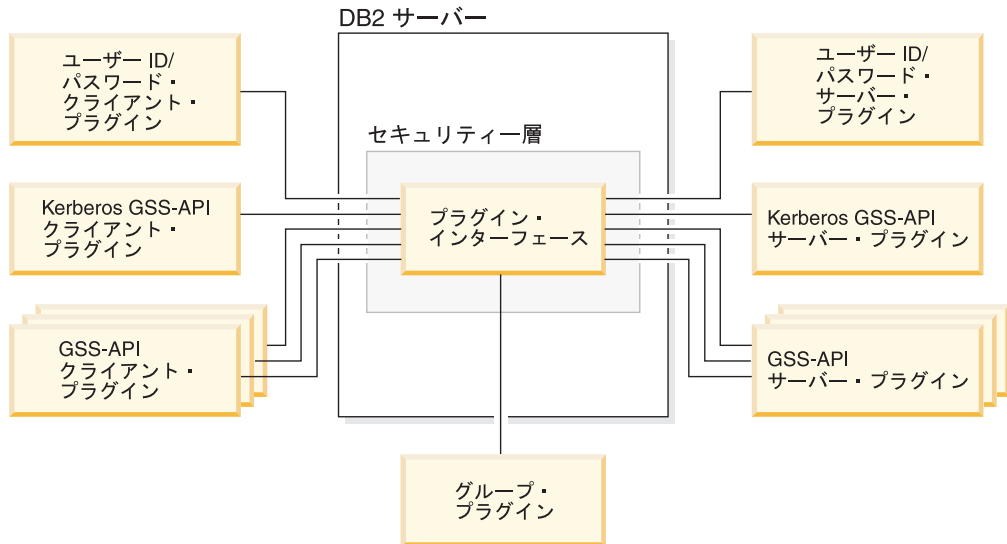 DB2 サーバー
ユーザー ID/
パスワード・
クライアント・
プラグイン
ユーザー ID/
パスワード・
サーバー・
プラグイン
セキュリティー層
Kerberos GSS-API
クライアント・
プラグイン
プラグイン・
インターフェース
Kerberos GSS-API
サーバー・プラグイン
GSS-API
クライアント・
プラグイン
GSS-API
サーバー・プラグイン
グループ・
プラグイン